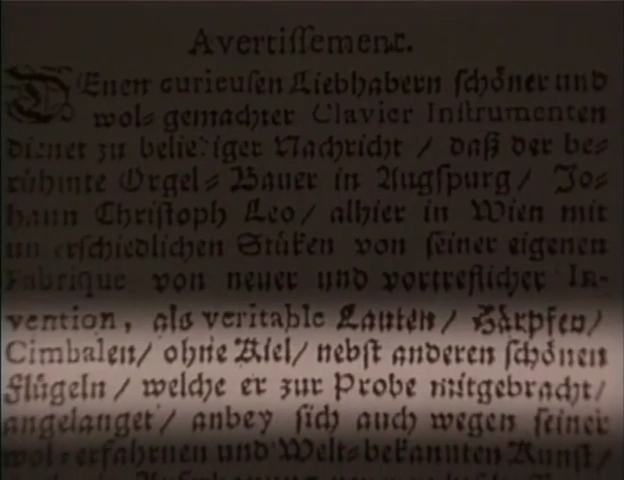 Avertissement.
DEnen curieusen Liebhabern schöner und
wol-gemachter Clavier Instrumenten
dienet zu beliebiger Nachricht / daß der be-
rühmte Orgel-Bauer in Augspurg / Jo-
hann Christoph Leo / alhier in Wien mit
unterschiedlichen Stüken von seiner eigenen
Fabrique von neuer und vortreflicher In-
vention, als veritable Lauten / Härpfen /
Cimbalen / ohne Kiel / nebst anderen schönen
Flügeln / welche er zur Probe mitgebracht /
angelanget / anbey sich auch wegen seiner
wol-erfahrnen und Welt-bekannten Kunst /